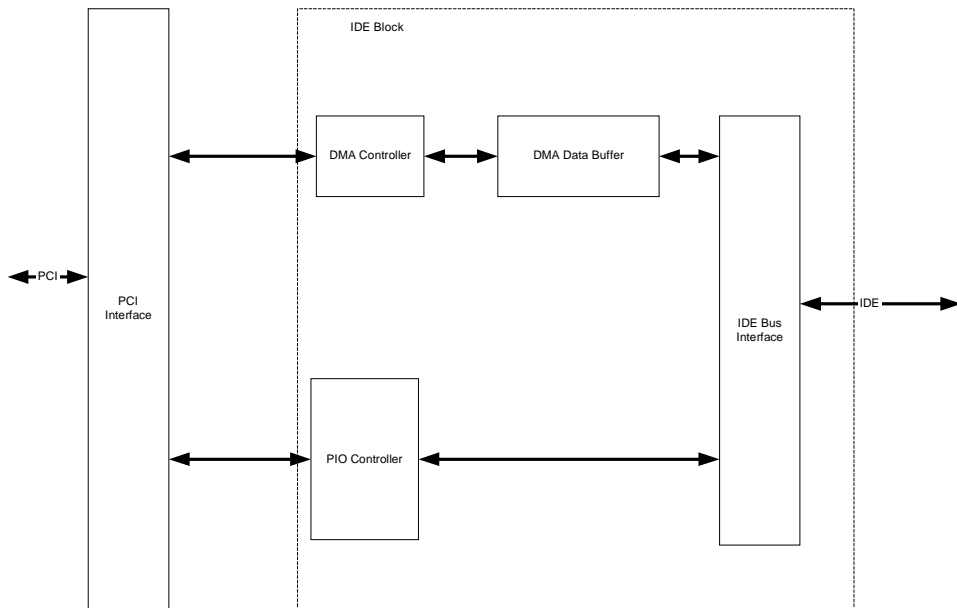 IDE Block
DMA Controller
DMA Data Buffer
PCI
PCI
Interface
IDE Bus
Interface
IDE
PIO Controller